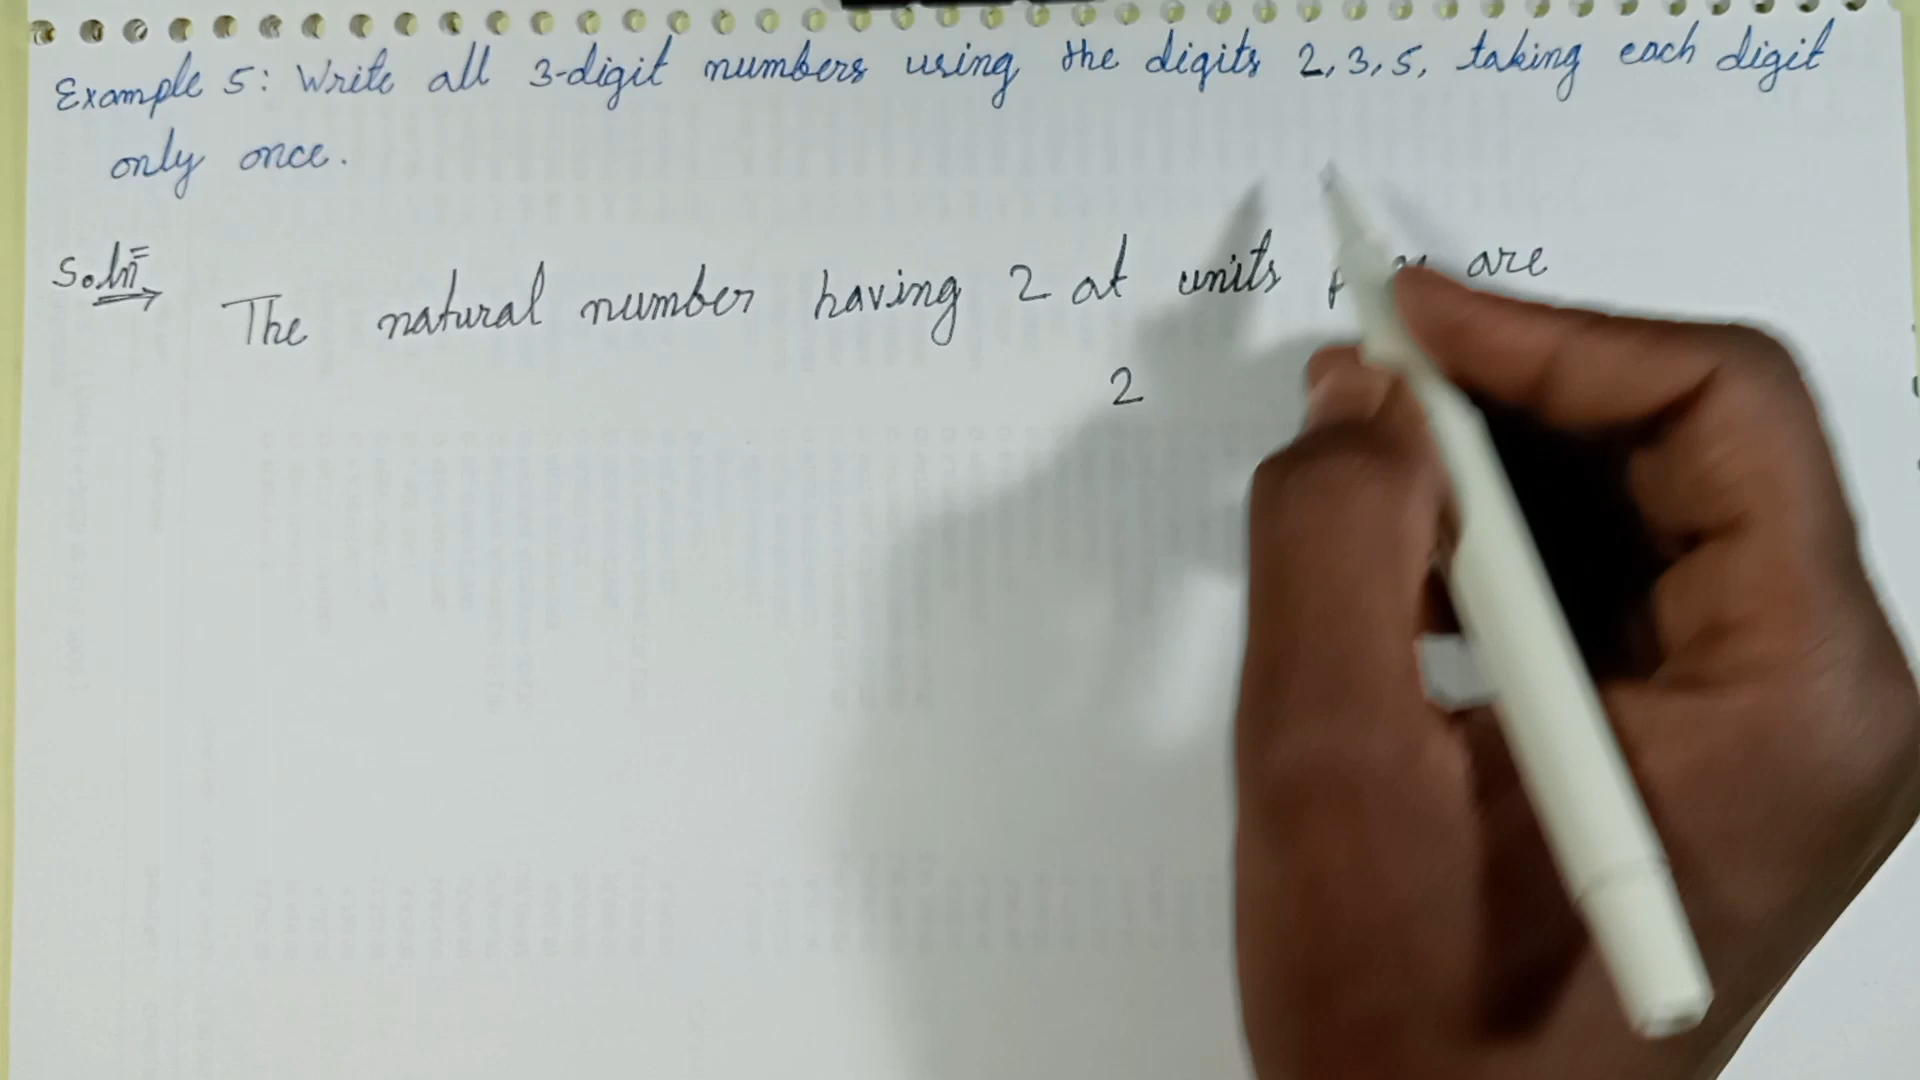 Example 5: Write all 3-digit numbers using the digits 2, 3, 5, taking each digit
only once.
Soln
The natural number having 2 at units are
2